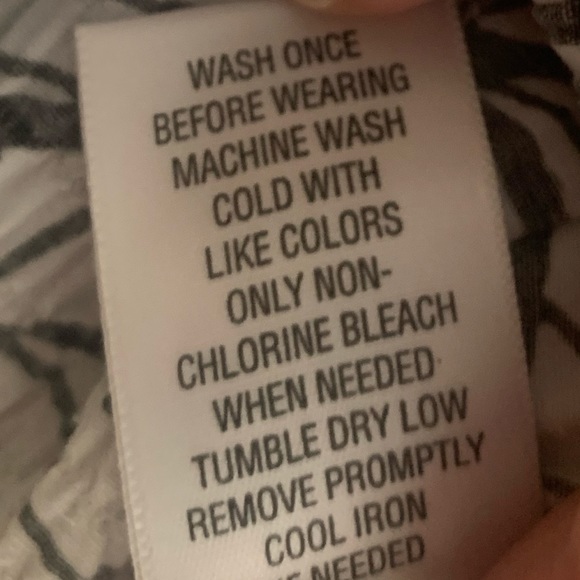 WASH ONCE
BEFORE WEARING
MACHINE WASH
COLD WITH
LIKE COLORS
ONLY NON-
CHLORINE BLEACH
WHEN NEEDED
TUMBLE DRY LOW
REMOVE PROMPTLY
COOL IRON
NEEDED